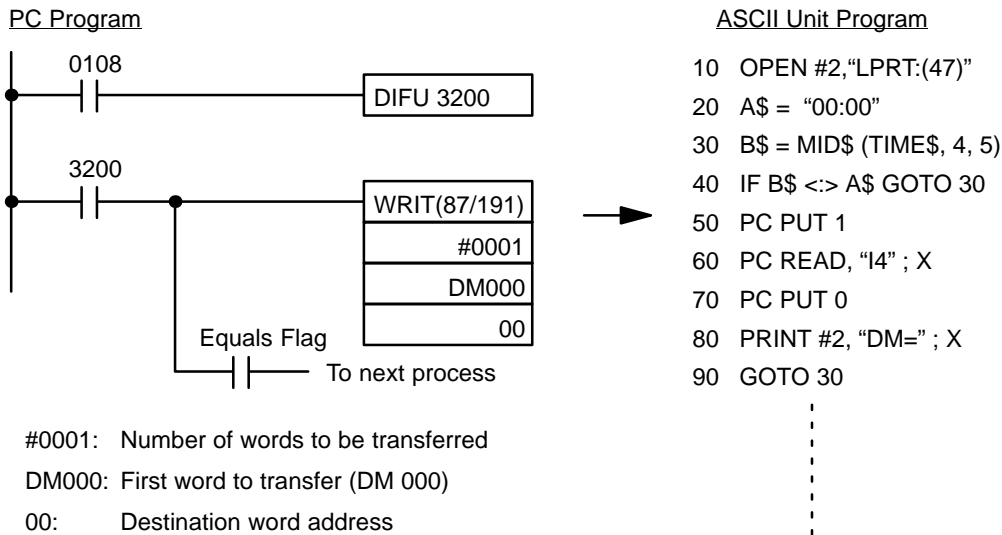 PC Program
0108
DIFU 3200
3200
WRIT(87/191)
#0001
DM000
00
Equals Flag
To next process
#0001: Number of words to be transferred
DM000: First word to transfer (DM 000)
00: Destination word address
ASCII Unit Program
10 OPEN #2,“LPRT:(47)”
20 A$ = “00:00”
30 B$ = MID$ (TIME$, 4, 5)
40 IF B$ <:> A$ GOTO 30
50 PC PUT 1
60 PC READ, “I4” ; X
70 PC PUT 0
80 PRINT #2, “DM=” ; X
90 GOTO 30